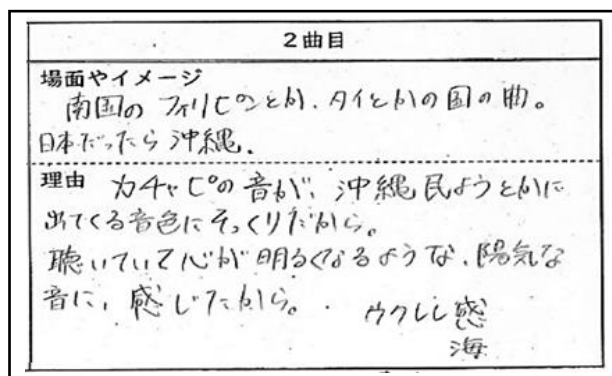 2曲目
場面やイメージ
南国のフィリピンとか、タイとかの国の曲。
日本だったら沖縄。
理由 カチャピの音が、沖縄民ようとかに
出てくる音色にそっくりだから。
聴いていて心が明るくなるような、陽気な
音に、感じたから。
ウクレレ感
海